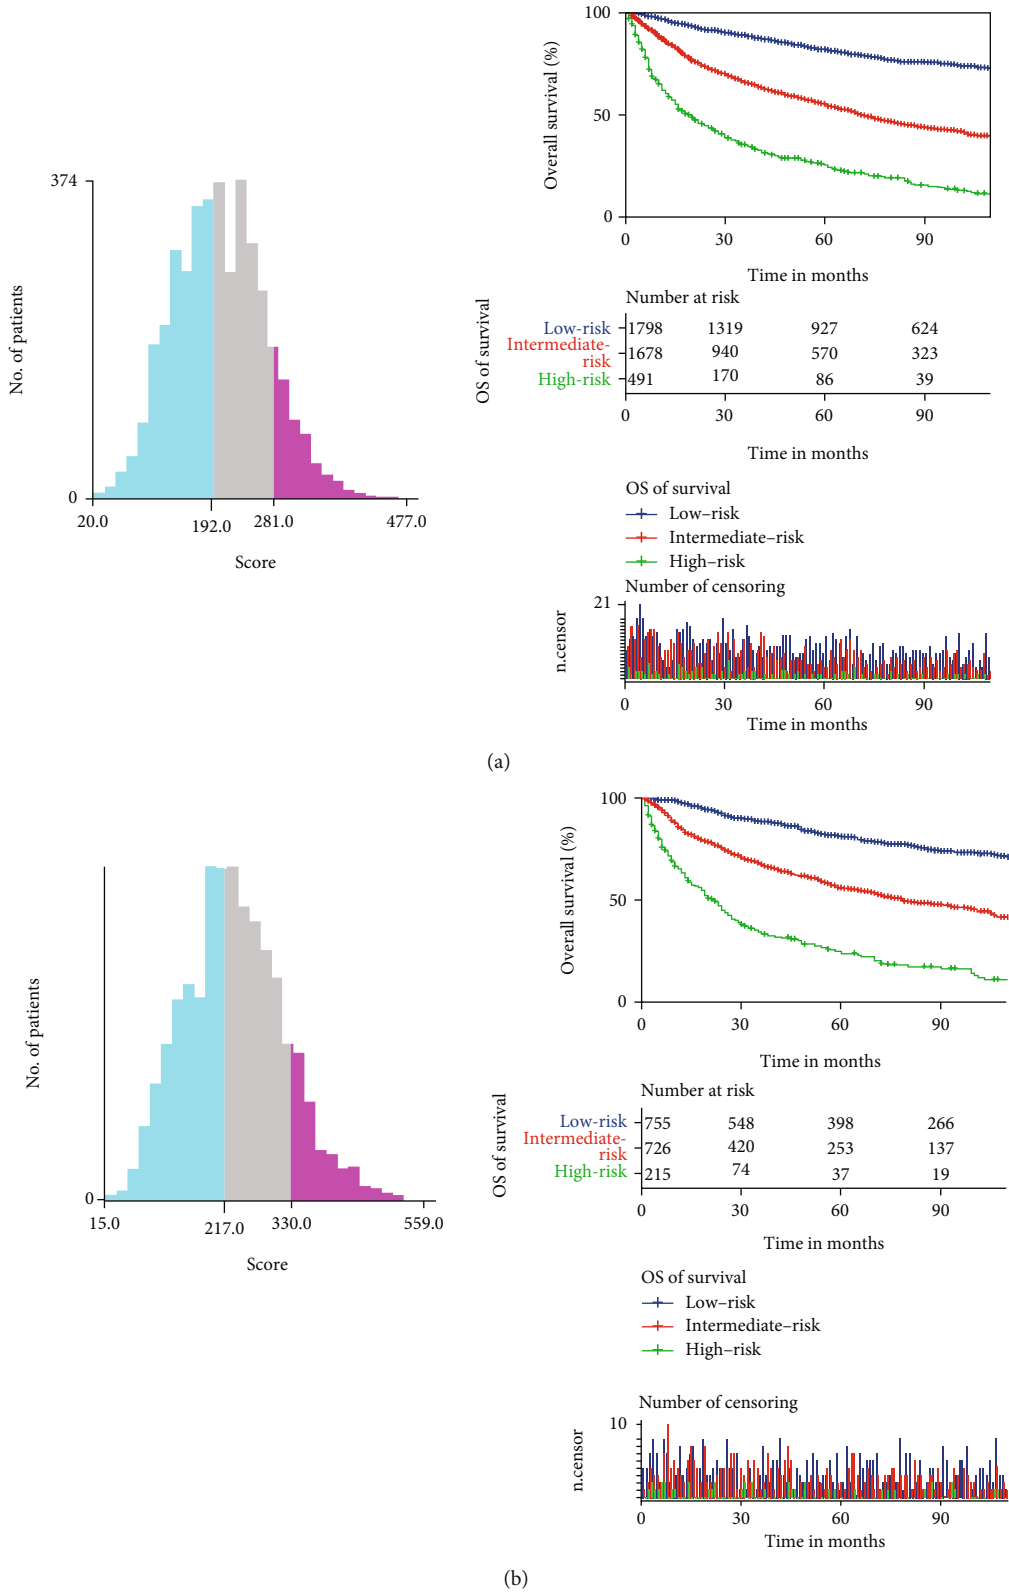 374
0
20.0
192.0
281.0
477.0
Score
No. of patients
100
50
0
Overall survival (%)
0 30 60 90
Time in months
Number at risk
OS of survival
Low-risk 1798 1319 927 624
Intermediate-
risk 1678 940 570 323
High-risk 491 170 86 39
0 30 60 90
Time in months
OS of survival
Low–risk
Intermediate–risk
High–risk
Number of censoring
21
n.censor
0 30 60 90
Time in months
(a)
No. of patients
0
15.0
217.0
330.0
559.0
Score
100
50
0
Overall survival (%)
0 30 60 90
Time in months
Number at risk
OS of survival
Low-risk 755 548 398 266
Intermediate-
risk 726 420 253 137
High-risk 215 74 37 19
0 30 60 90
Time in months
OS of survival
Low–risk
Intermediate–risk
High–risk
Number of censoring
10
n.censor
0 30 60 90
Time in months
(b)